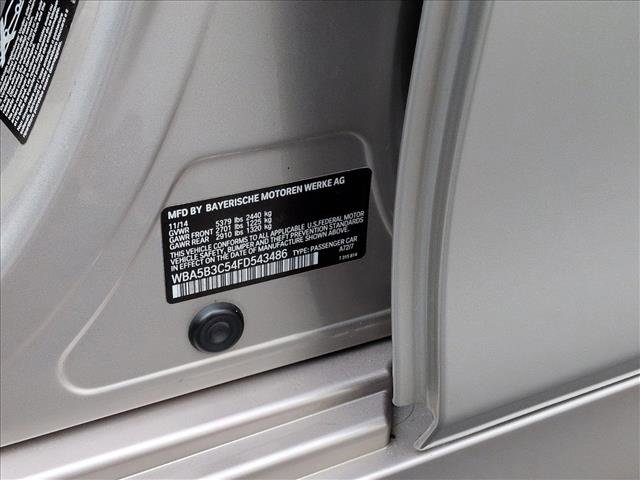 MFD BY BAYERISCHE MOTOREN WERKE AG
11/14
GVWR 5379 lbs 2440 kg
GAWR FRONT 2701 lbs 1225 kg
GAWR REAR 2910 lbs 1320 kg
THIS VEHICLE CONFORMS TO ALL APPLICABLE U.S. FEDERAL MOTOR
VEHICLE SAFETY, BUMPER AND THEFT PREVENTION STANDARDS
IN EFFECT ON THE DATE OF MANUFACTURE SHOWN ABOVE.
WBA5B3C54FD543486 TYPE: PASSENGER CAR
A72/7